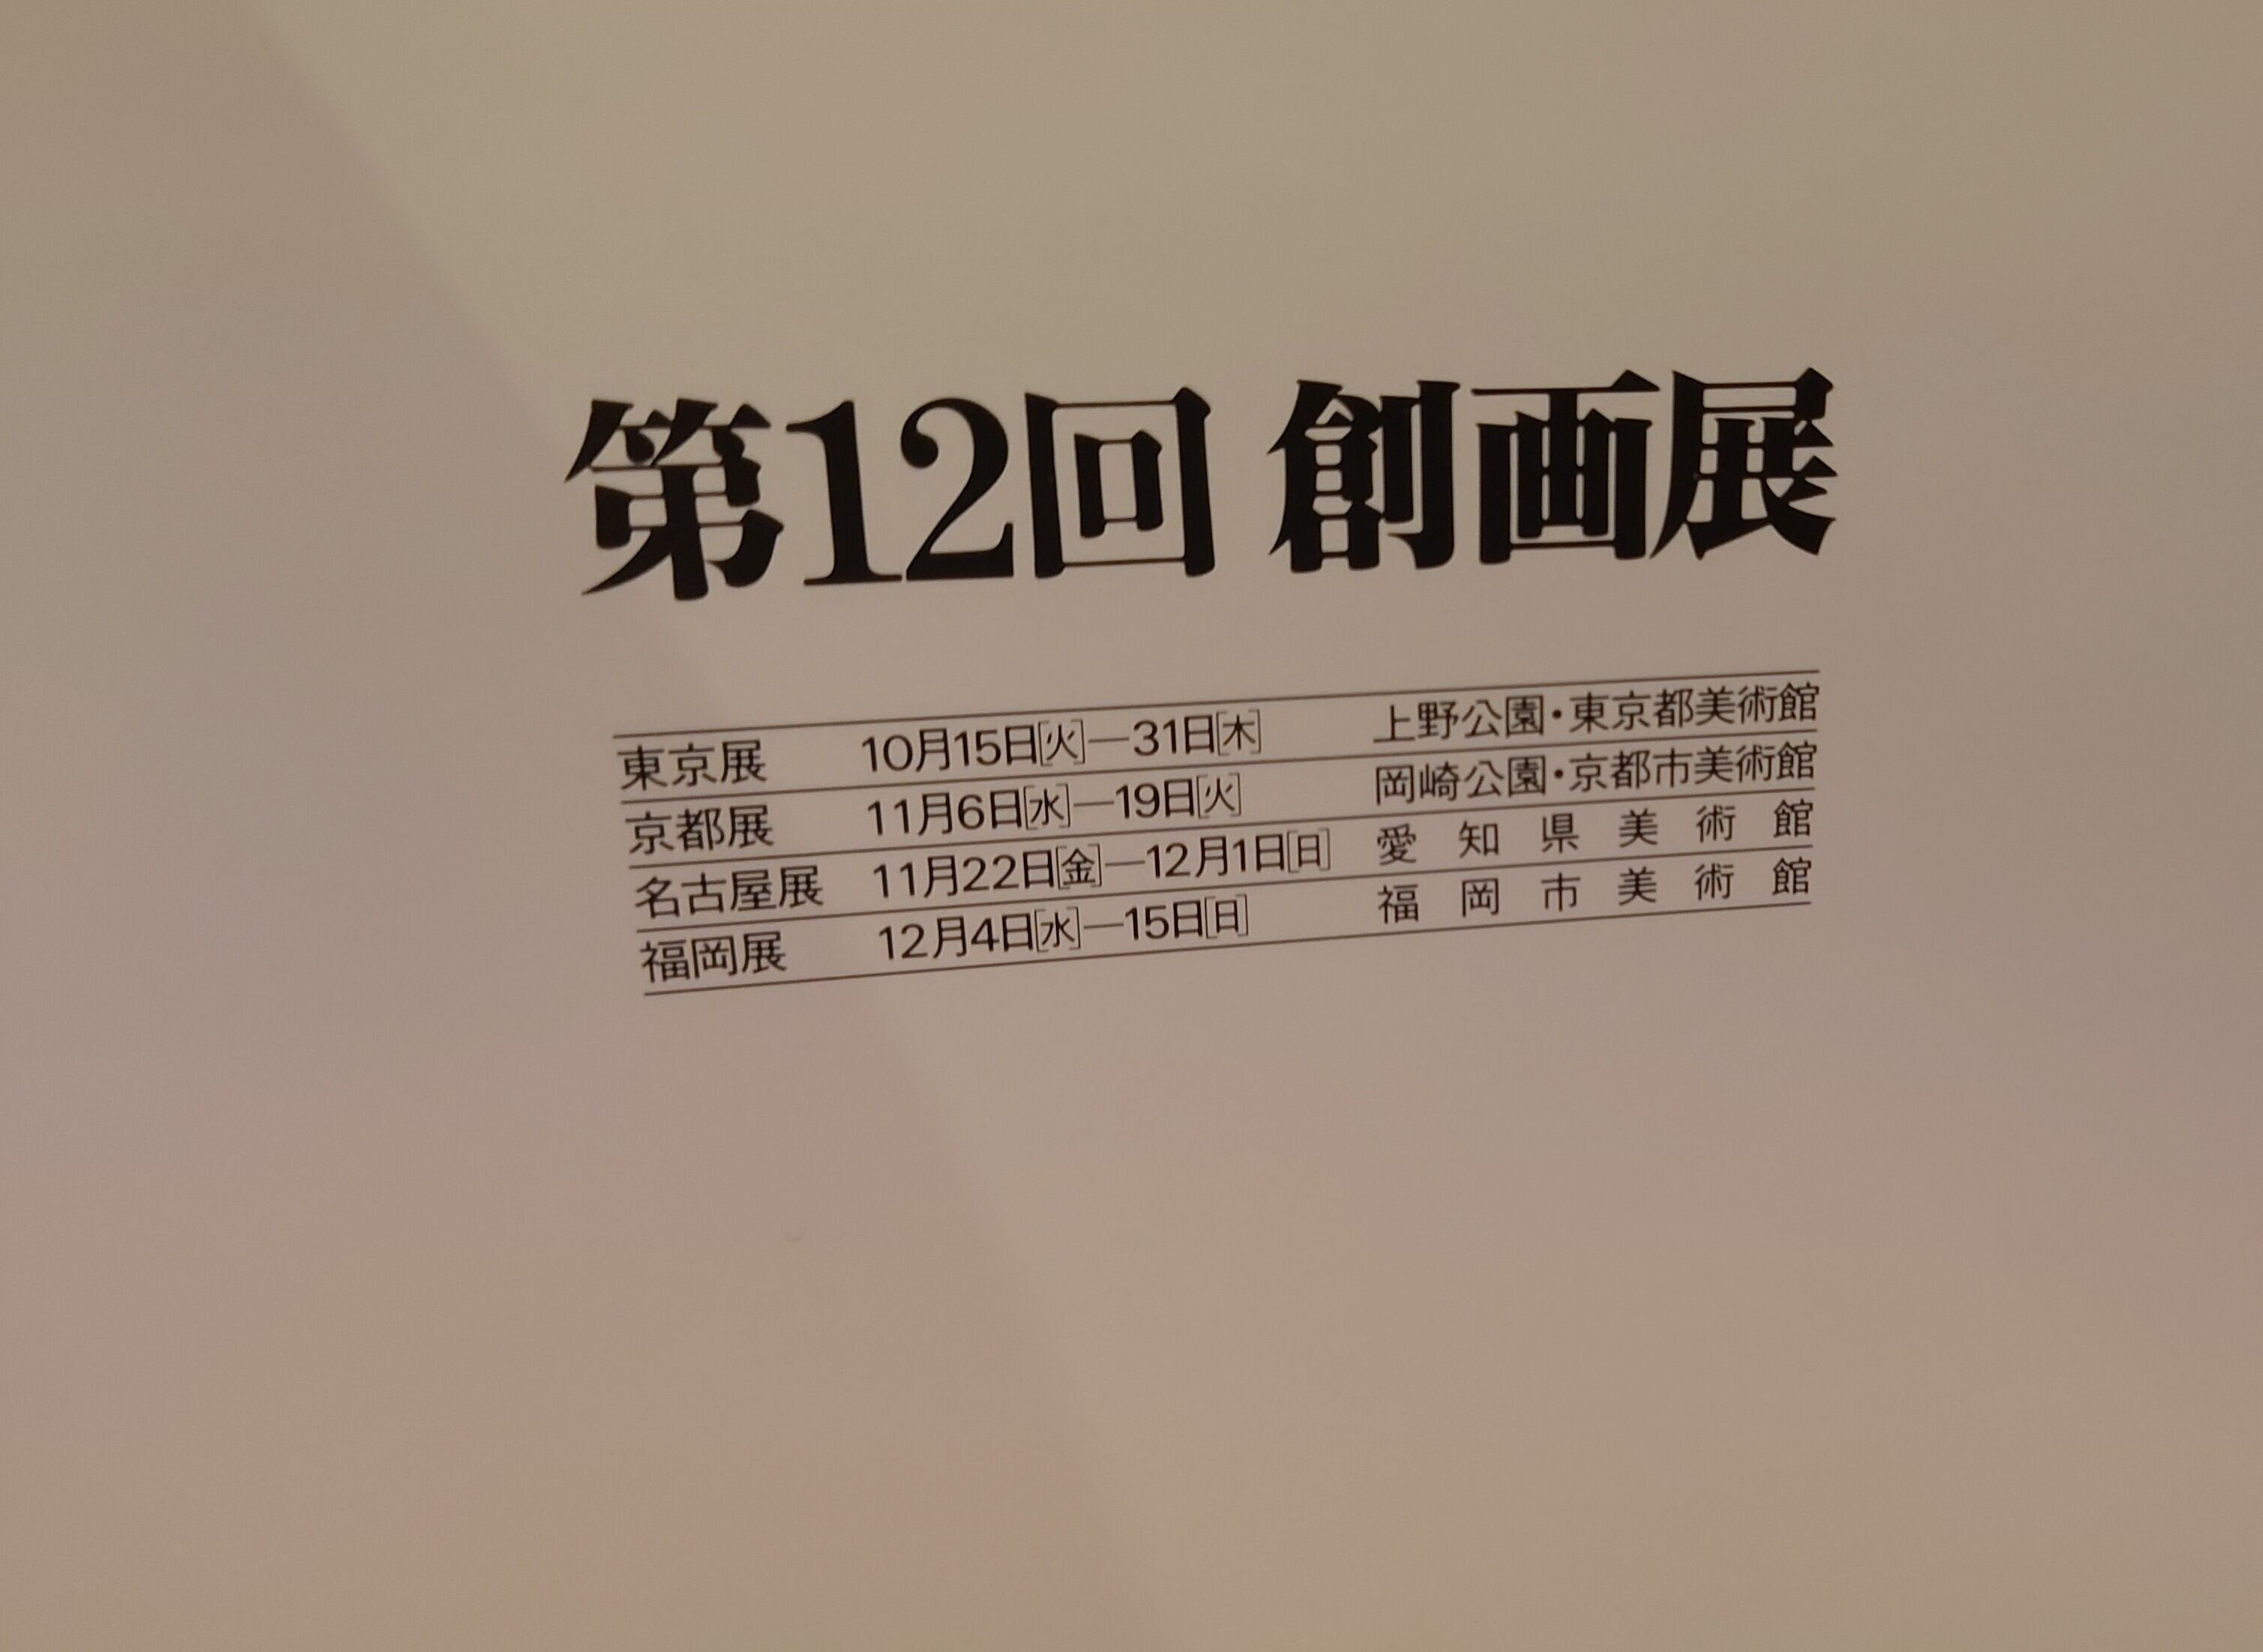 第12回 創画展
東京展 10月15日[火]—31日[木] 上野公園・東京都美術館
京都展 11月6日[水]—19日[火] 岡崎公園・京都市美術館
名古屋展 11月22日[金]—12月1日[日] 愛知県美術館
福岡展 12月4日[水]—15日[日] 福岡市美術館